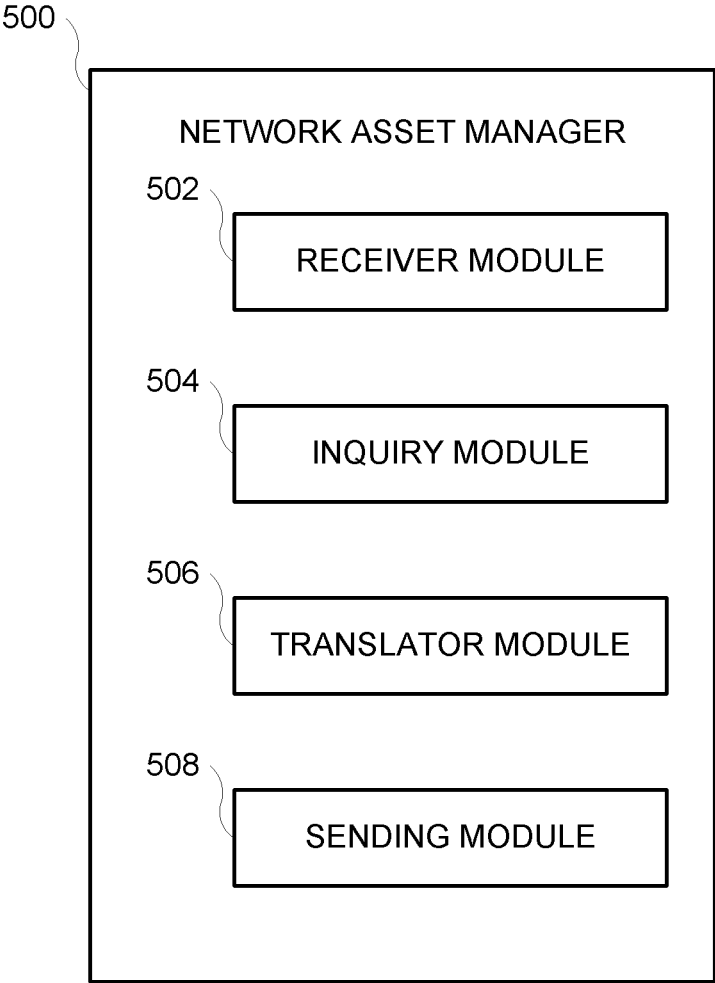 500
NETWORK ASSET MANAGER
502
RECEIVER MODULE
504
INQUIRY MODULE
506
TRANSLATOR MODULE
508
SENDING MODULE